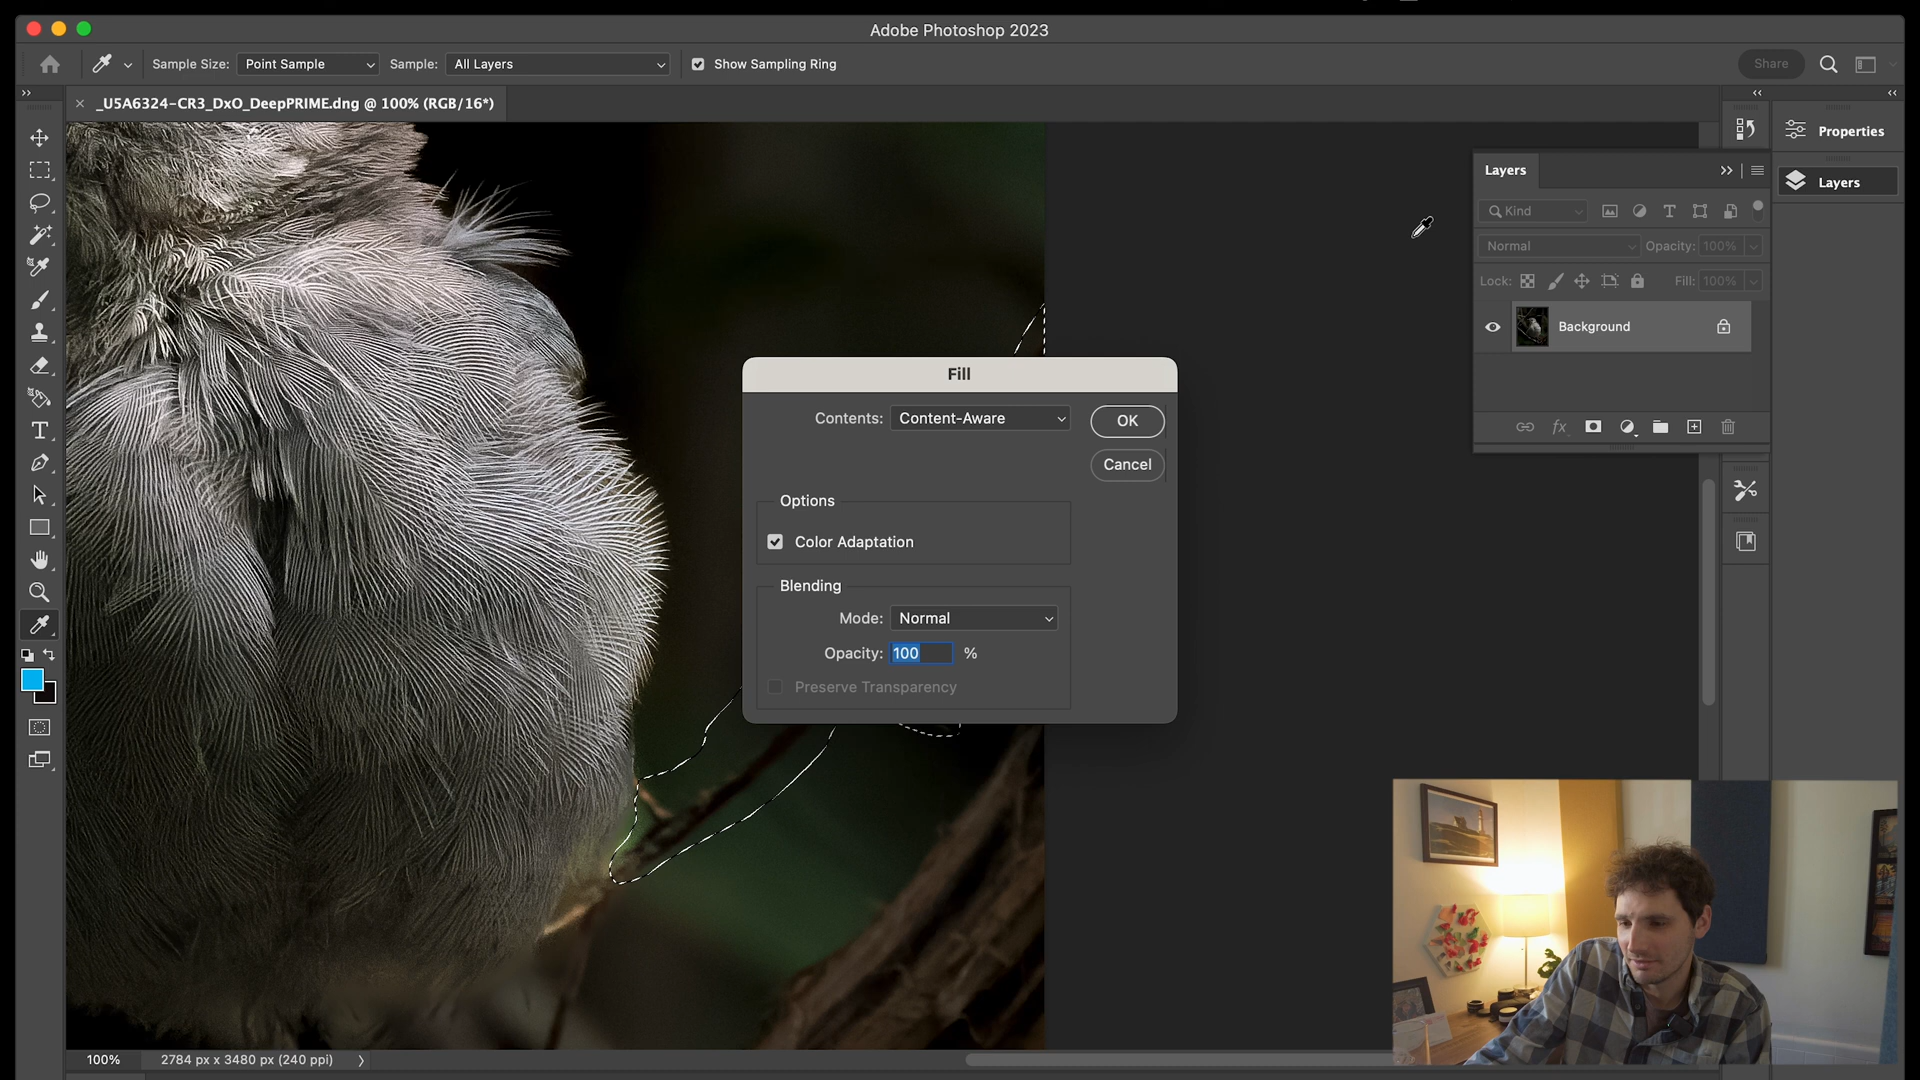 Adobe Photoshop 2023
Sample Size: Point Sample Sample: All Layers Show Sampling Ring Share
_U5A6324-CR3_DxO_DeepPRIME.dng @ 100% (RGB/16*)
Properties
Layers
Layers
Kind
Normal Opacity: 100%
Lock: Fill: 100%
Background
fx
Fill
Contents: Content-Aware OK
Cancel
Options
Color Adaptation
Blending
Mode: Normal
Opacity: 100 %
Preserve Transparency
100% 2784 px x 3480 px (240 ppi)